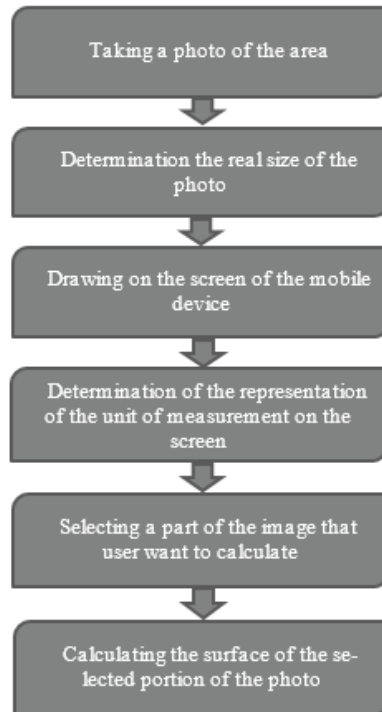 Taking a photo of the area
Determination the real size of the
photo
Drawing on the screen of the mobile
device
Determination of the representation
of the unit of measurement on the
screen
Selecting a part of the image that
user want to calculate
Calculating the surface of the se-
lected portion of the photo